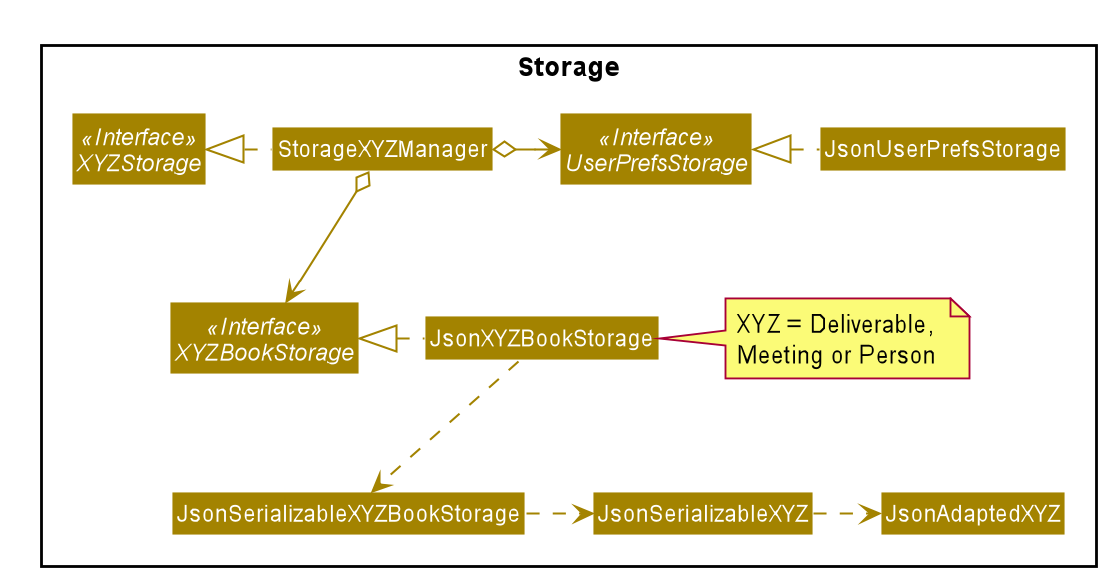 Storage
«Interface»
XYZStorage
StorageXYZManager
«Interface»
UserPrefsStorage
JsonUserPrefsStorage
«Interface»
XYZBookStorage
JsonXYZBookStorage
XYZ = Deliverable,
Meeting or Person
JsonSerializableXYZBookStorage
JsonSerializableXYZ
JsonAdaptedXYZ